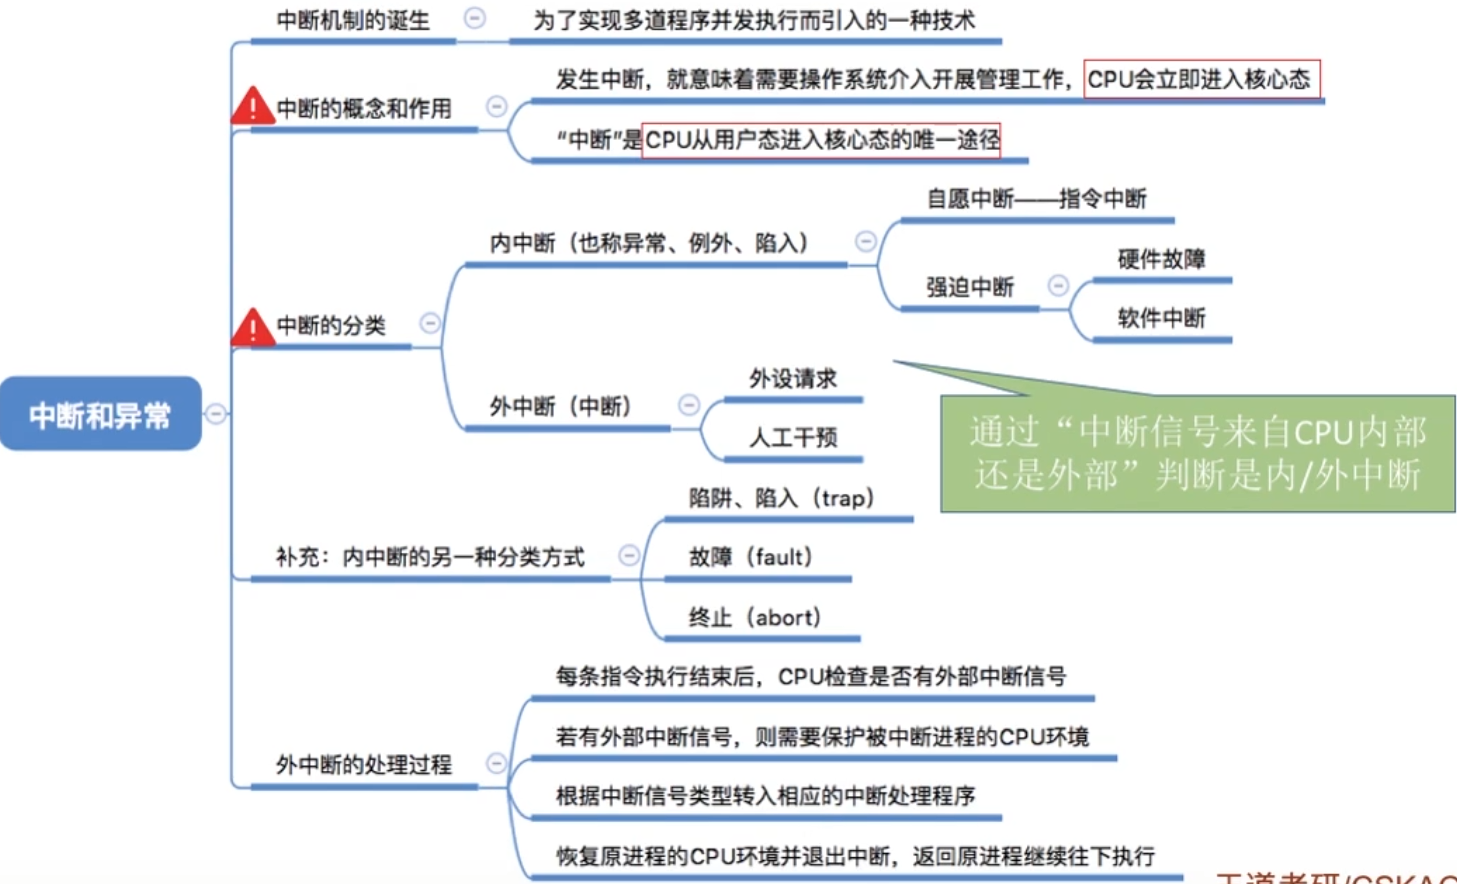 中断机制的诞生
为了实现多道程序并发执行而引入的一种技术
中断的概念和作用
发生中断，就意味着需要操作系统介入开展管理工作，CPU会立即进入核心态
“中断”是CPU从用户态进入核心态的唯一途径
中断和异常
中断的分类
内中断（也称异常、例外、陷入）
自愿中断——指令中断
强迫中断
硬件故障
软件中断
外中断（中断）
外设请求
人工干预
通过“中断信号来自CPU内部
还是外部”判断是内/外中断
补充：内中断的另一种分类方式
陷阱、陷入（trap）
故障（fault）
终止（abort）
外中断的处理过程
每条指令执行结束后，CPU检查是否有外部中断信号
若有外部中断信号，则需要保护被中断进程的CPU环境
根据中断信号类型转入相应的中断处理程序
恢复原进程的CPU环境并退出中断，返回原进程继续往下执行